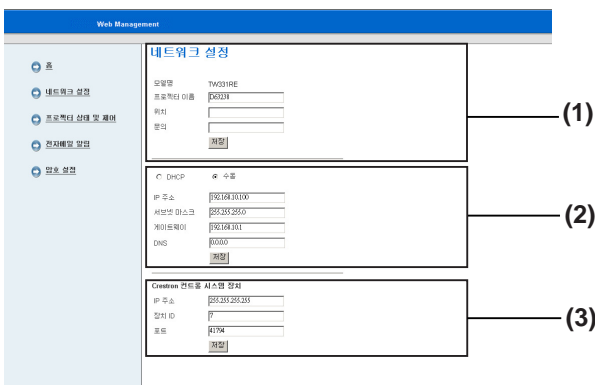 Web Management
홈
네트워크 설정
프로젝터 상태 및 제어
전자메일 알림
암호 설정
네트워크 설정
모델명 TW331RE
프로젝터 이름 D63238
위치
문의
저장
(1)
DHCP 수동
IP 주소 192.168.10.100
서브넷 마스크 255.255.255.0
게이트웨이 192.168.10.1
DNS 0.0.0.0
저장
(2)
Crestron 컨트롤 시스템 장치
IP 주소 255.255.255.255
장치 ID 7
포트 41794
저장
(3)